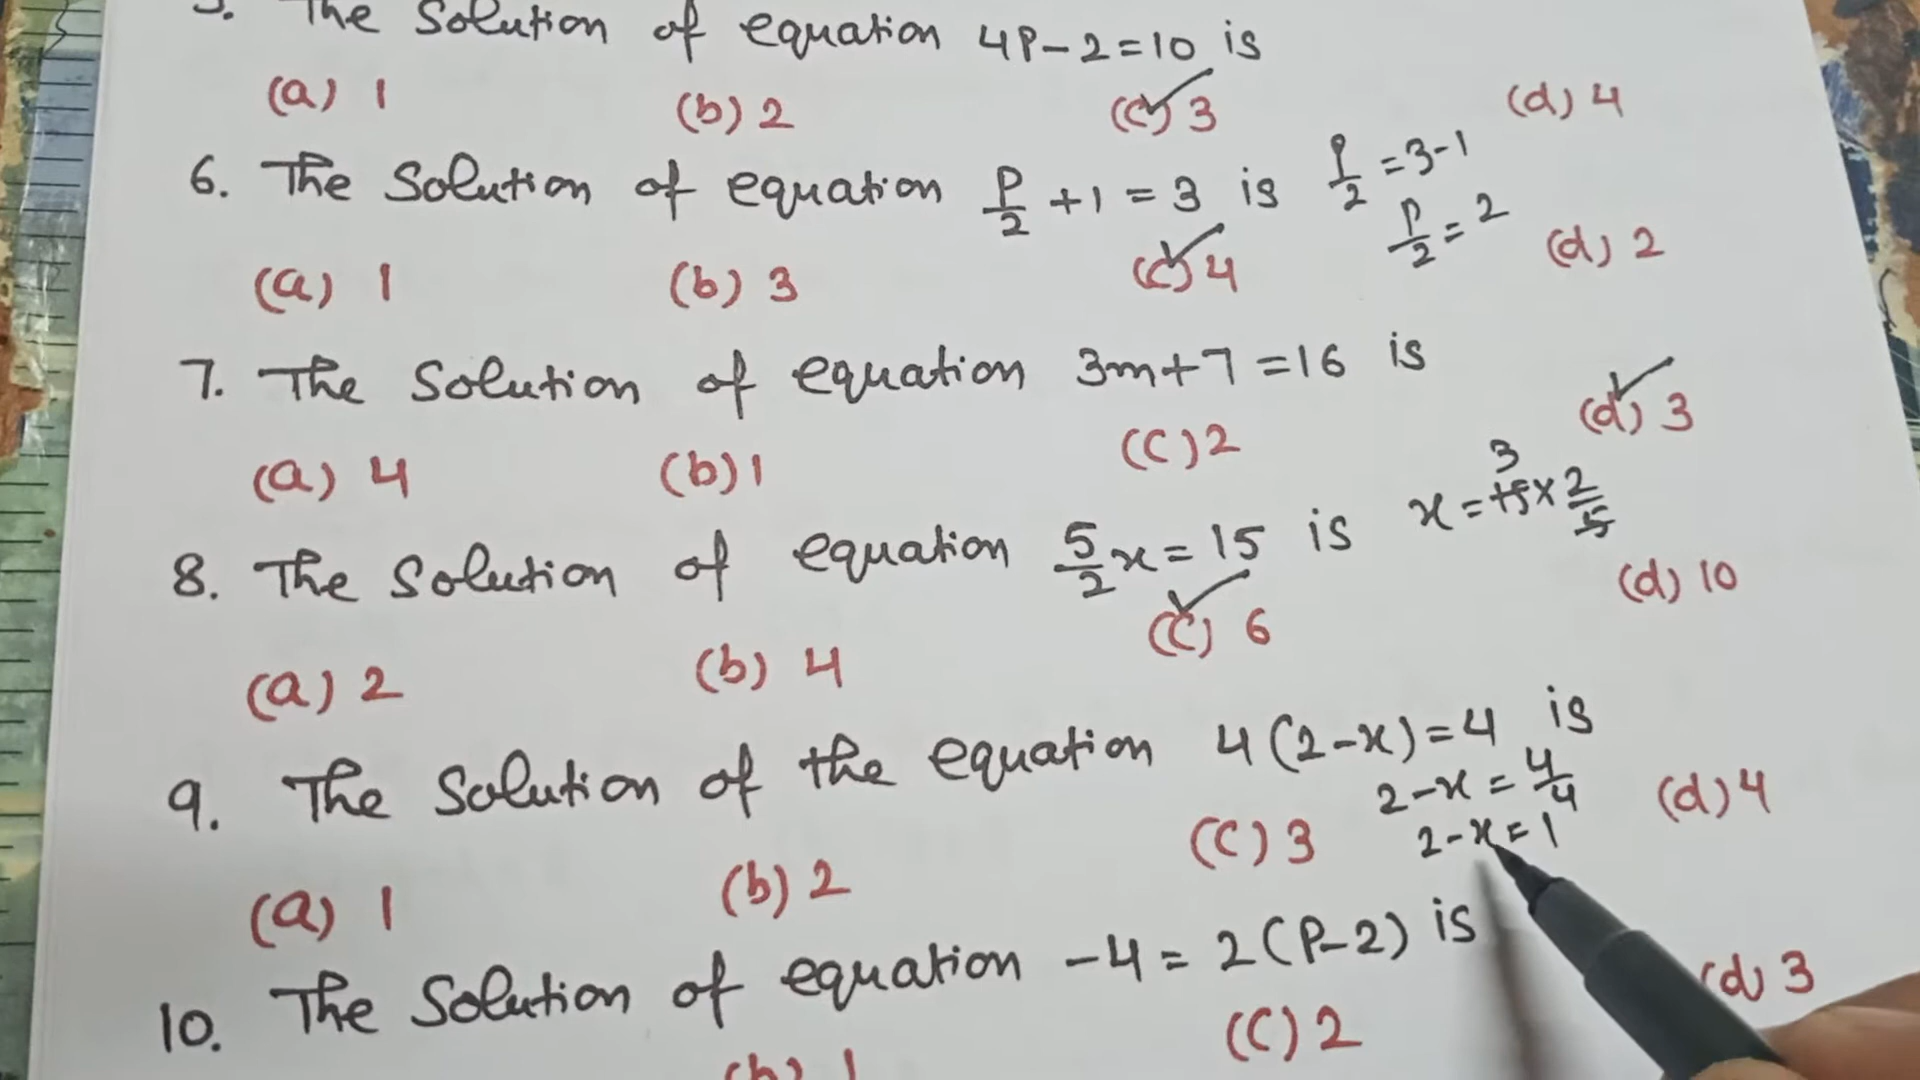 5. The Solution of equation 4P-2=10 is
(a) 1 (b) 2 (c) 3 (d) 4
6. The Solution of equation P/2 +1 = 3 is P/2 = 3-1
P/2 = 2
(a) 1 (b) 3 (c) 4 (d) 2
7. The Solution of equation 3m+7=16 is
(a) 4 (b) 1 (c) 2 (d) 3
8. The Solution of equation 5/2 x = 15 is x = 15 × 2/5
3
(a) 2 (b) 4 (c) 6 (d) 10
9. The Solution of the equation 4(2-x)=4 is
2-x = 4/4
2-x=1
(a) 1 (b) 2 (c) 3 (d) 4
10. The Solution of equation -4 = 2(P-2) is
(b) 1 (c) 2 (d) 3